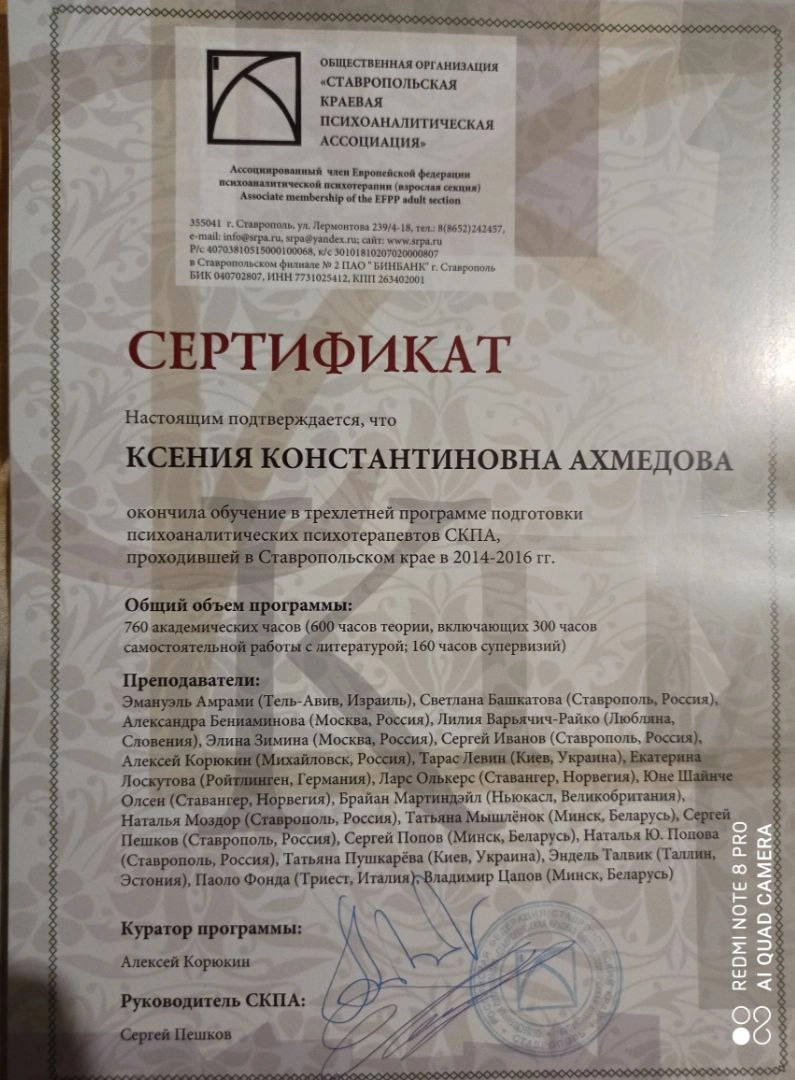 ОБЩЕСТВЕННАЯ ОРГАНИЗАЦИЯ
«СТАВРОПОЛЬСКАЯ
КРАЕВАЯ
ПСИХОАНАЛИТИЧЕСКАЯ
АССОЦИАЦИЯ»
Ассоциированный член Европейской федерации
психоаналитической психотерапии (взрослая секция)
Associate membership of the EFPP adult section
355041 г. Ставрополь, ул. Лермонтова 239/4-18, тел.: 8(8652)242457,
e-mail: info@srpa.ru, srpa@yandex.ru; сайт: www.srpa.ru
Р/с 40703810515000100068, к/с 30101810207020000807
в Ставропольском филиале № 2 ПАО " БИНБАНК" г. Ставрополь
БИК 040702807, ИНН 7731025412, КПП 263402001
СЕРТИФИКАТ
Настоящим подтверждается, что
КСЕНИЯ КОНСТАНТИНОВНА АХМЕДОВА
окончила обучение в трехлетней программе подготовки
психоаналитических психотерапевтов СКПА,
проходившей в Ставропольском крае в 2014-2016 гг.
Общий объем программы:
760 академических часов (600 часов теории, включающих 300 часов
самостоятельной работы с литературой; 160 часов супервизий)
Преподаватели:
Эмануэль Амрами (Тель-Авив, Израиль), Светлана Башкатова (Ставрополь, Россия),
Александра Бениаминова (Москва, Россия), Лилия Варьячич-Райко (Любляна,
Словения), Элина Зимина (Москва, Россия), Сергей Иванов (Ставрополь, Россия),
Алексей Корюкин (Михайловск, Россия), Тарас Левин (Киев, Украина), Екатерина
Лоскутова (Ройтлинген, Германия), Ларс Олькерс (Ставангер, Норвегия), Юне Шайнче
Олсен (Ставангер, Норвегия), Брайан Мартиндэйл (Ньюкасл, Великобритания),
Наталья Моздор (Ставрополь, Россия), Татьяна Мышлёнок (Минск, Беларусь), Сергей
Пешков (Ставрополь, Россия), Сергей Попов (Минск, Беларусь), Наталья Ю. Попова
(Ставрополь, Россия), Татьяна Пушкарёва (Киев, Украина), Эндель Талвик (Таллин,
Эстония), Паоло Фонда (Триест, Италия), Владимир Цапов (Минск, Беларусь)
Куратор программы:
Алексей Корюкин
Руководитель СКПА:
Сергей Пешков
REDMI NOTE 8 PRO
AI QUAD CAMERA